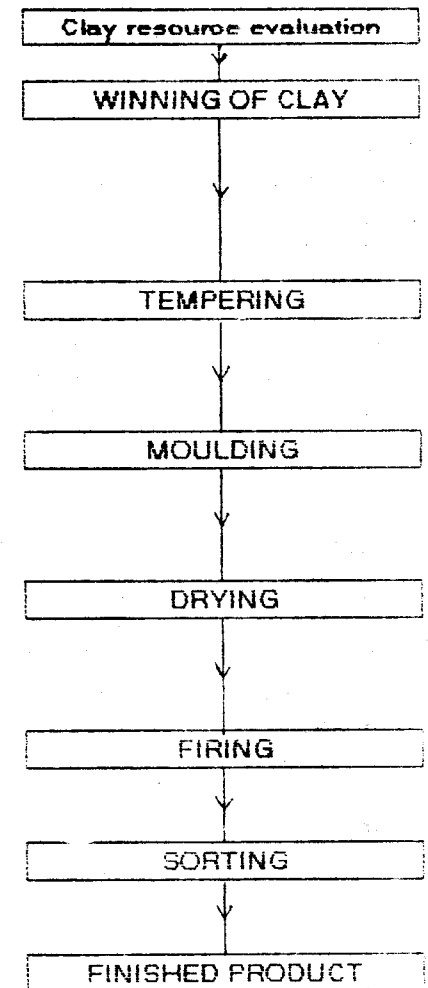 Clay resource evaluation
WINNING OF CLAY
TEMPERING
MOULDING
DRYING
FIRING
SORTING
FINISHED PRODUCT